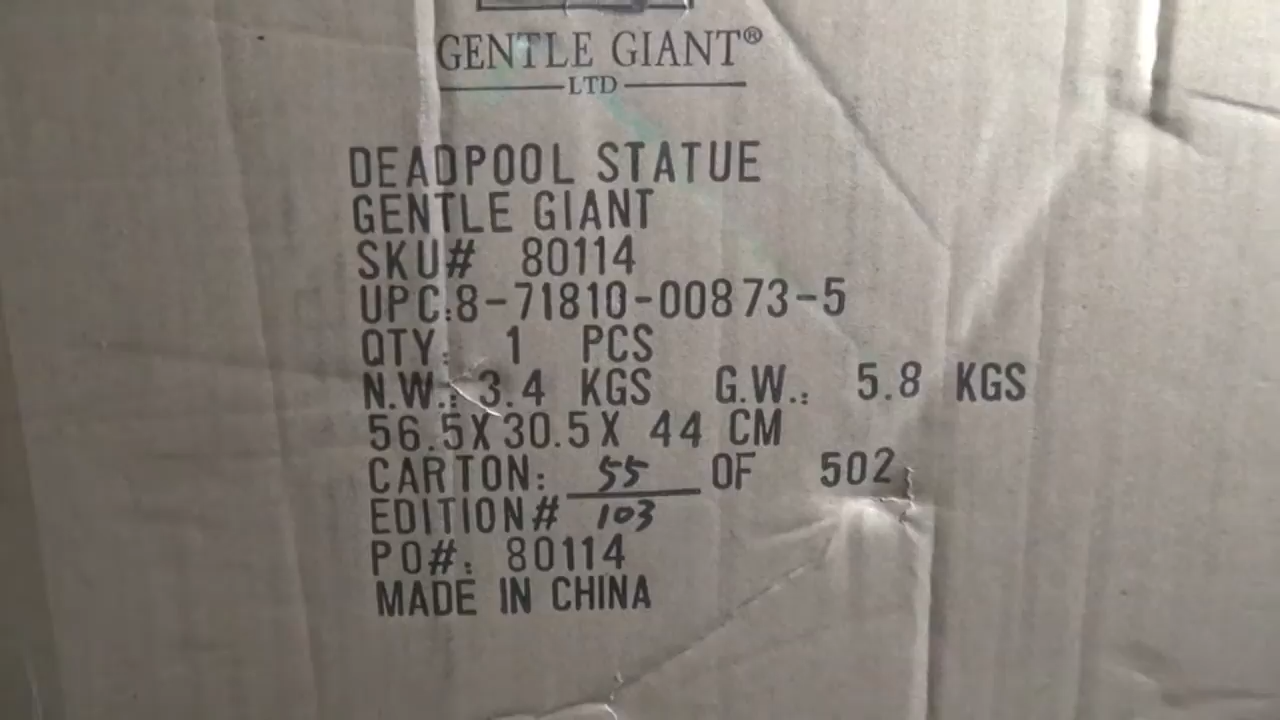 GENTLE GIANT®
LTD
DEADPOOL STATUE
GENTLE GIANT
SKU# 80114
UPC:8-71810-00873-5
QTY: 1 PCS
N.W.: 3.4 KGS G.W.: 5.8 KGS
56.5X30.5X 44 CM
CARTON: 55 OF 502
EDITION# 103
PO#: 80114
MADE IN CHINA